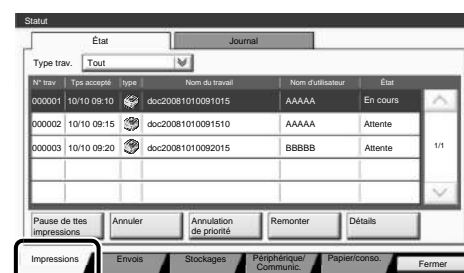 Statut
État Journal
Type trav. Tout
N° trav Tps accepté type Nom du travail Nom d'utilisateur État
000001 10/10 09:10 doc20081010091015 AAAAA En cours
000002 10/10 09:15 doc20081010091510 AAAAA Attente
000003 10/10 09:20 doc20081010092015 BBBBB Attente
1/1
Pause de ttes impressions Annuler Annulation de priorité Remonter Détails
Impressions Envois Stockages Périphérique/ Communic. Papier/conso. Fermer